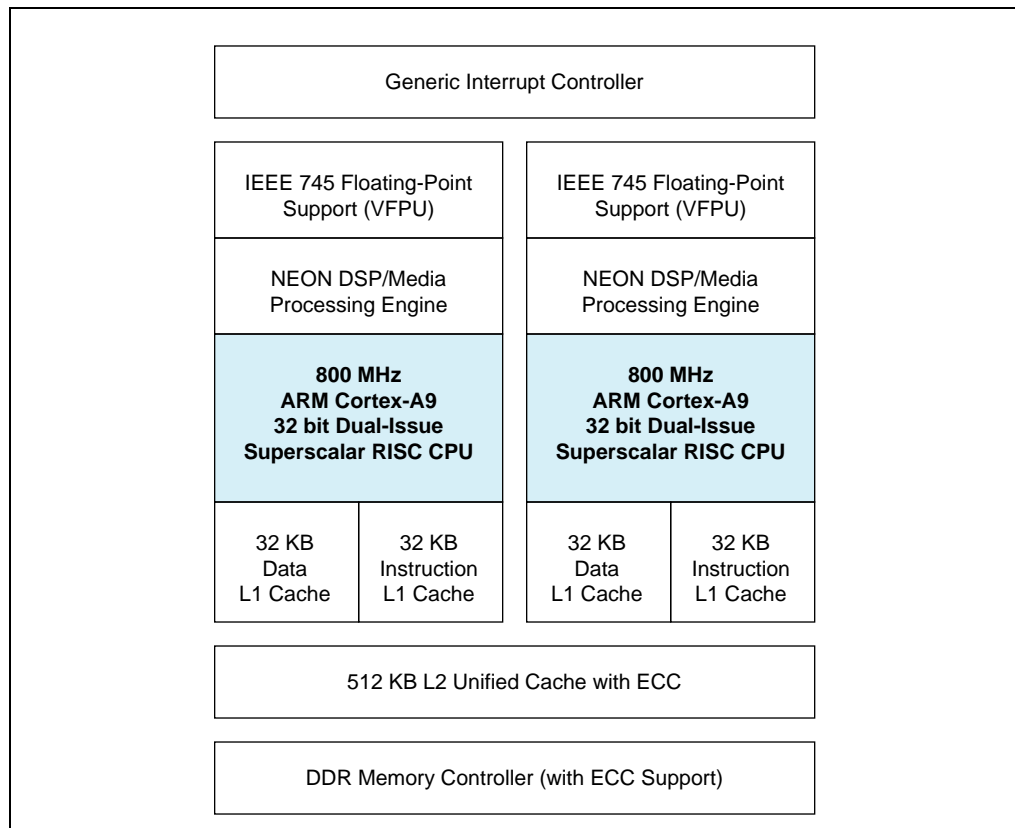 Generic Interrupt Controller
IEEE 745 Floating-Point
Support (VFPU)
IEEE 745 Floating-Point
Support (VFPU)
NEON DSP/Media
Processing Engine
NEON DSP/Media
Processing Engine
800 MHz
ARM Cortex-A9
32 bit Dual-Issue
Superscalar RISC CPU
800 MHz
ARM Cortex-A9
32 bit Dual-Issue
Superscalar RISC CPU
32 KB
Data
L1 Cache
32 KB
Instruction
L1 Cache
32 KB
Data
L1 Cache
32 KB
Instruction
L1 Cache
512 KB L2 Unified Cache with ECC
DDR Memory Controller (with ECC Support)